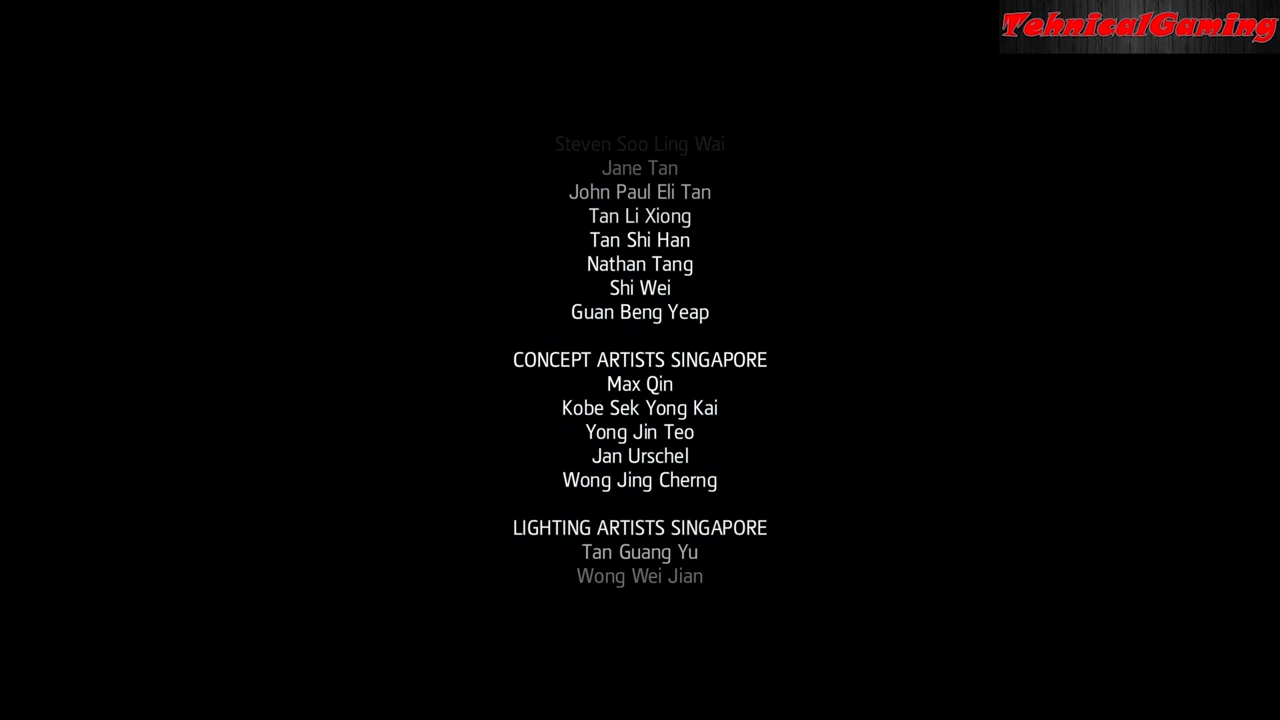 TehnicalGaming
Steven Soo Ling Wai
Jane Tan
John Paul Eli Tan
Tan Li Xiong
Tan Shi Han
Nathan Tang
Shi Wei
Guan Beng Yeap
CONCEPT ARTISTS SINGAPORE
Max Qin
Kobe Sek Yong Kai
Yong Jin Teo
Jan Urschel
Wong Jing Cherng
LIGHTING ARTISTS SINGAPORE
Tan Guang Yu
Wong Wei Jian